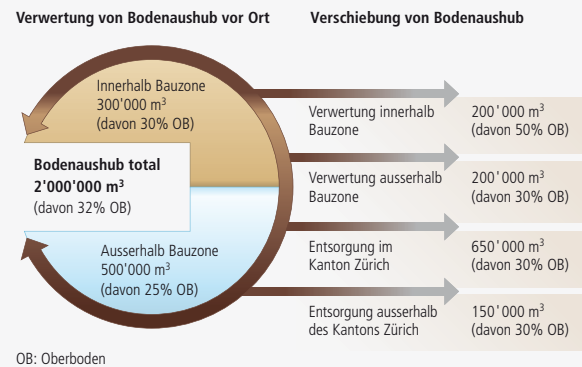 Verwertung von Bodenaushub vor Ort
Verschiebung von Bodenaushub
Innerhalb Bauzone
300'000 m³
(davon 30% OB)
Bodenaushub total
2'000'000 m³
(davon 32% OB)
Ausserhalb Bauzone
500'000 m³
(davon 25% OB)
Verwertung innerhalb
Bauzone
200'000 m³
(davon 50% OB)
Verwertung ausserhalb
Bauzone
200'000 m³
(davon 30% OB)
Entsorgung im
Kanton Zürich
650'000 m³
(davon 30% OB)
Entsorgung ausserhalb
des Kantons Zürich
150'000 m³
(davon 30% OB)
OB: Oberboden